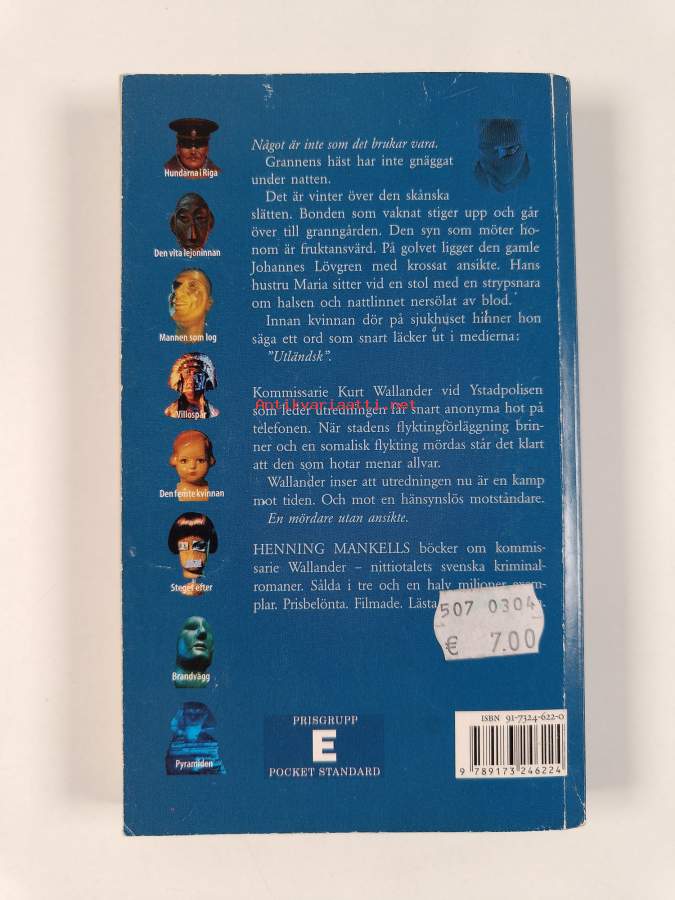 Något är inte som det brukar vara.
Grannens häst har inte gnäggat
under natten.
Det är vinter över den skånska
slätten. Bonden som vaknat stiger upp och går
över till granngården. Den syn som möter ho-
nom är fruktansvärd. På golvet ligger den gamle
Johannes Lövgren med krossat ansikte. Hans
hustru Maria sitter vid en stol med en strypsnara
om halsen och nattlinnet nersölat av blod.
Innan kvinnan dör på sjukhuset hinner hon
säga ett ord som snart läcker ut i medierna:
"Utländsk".
Kommissarie Kurt Wallander vid Ystadpolisen
som leder utredningen får snart anonyma hot på
telefonen. När stadens flyktingförläggning brin-
ner och en somalisk flykting mördas står det klart
att den som hotar menar allvar.
Wallander inser att utredningen nu är en kamp
mot tiden. Och mot en hänsynslös motståndare.
En mördare utan ansikte.
HENNING MANKELLS böcker om kommis-
sarie Wallander – nittiotalets svenska kriminal-
romaner. Sålda i tre och en halv miljoner exem-
plar. Prisbelönta. Filmade. Lästa
Hundarna i Riga
Den vita lejoninnan
Mannen som log
Villospår
Den femte kvinnan
Steget efter
Brandvägg
Pyramiden
Antikvariaatti.net
507 0304
€ 7.00
PRISGRUPP
E
POCKET STANDARD
ISBN 91-7324-622-0
9 789173 246224